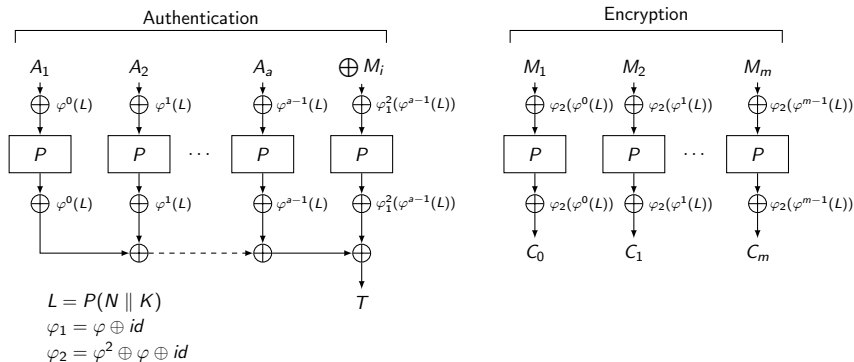 Authentication
Encryption
A₁ A₂ Aₐ ⊕ Mᵢ
M₁ M₂ Mₘ
φ⁰(L) φ¹(L) φᵃ⁻¹(L) φ₁²(φᵃ⁻¹(L))
φ₂(φ⁰(L)) φ₂(φ¹(L)) φ₂(φᵐ⁻¹(L))
P P ··· P P
P P ··· P
φ⁰(L) φ¹(L) φᵃ⁻¹(L) φ₁²(φᵃ⁻¹(L))
φ₂(φ⁰(L)) φ₂(φ¹(L)) φ₂(φᵐ⁻¹(L))
C₀ C₁ Cₘ
T
L = P(N ∥ K)
φ₁ = φ ⊕ id
φ₂ = φ² ⊕ φ ⊕ id